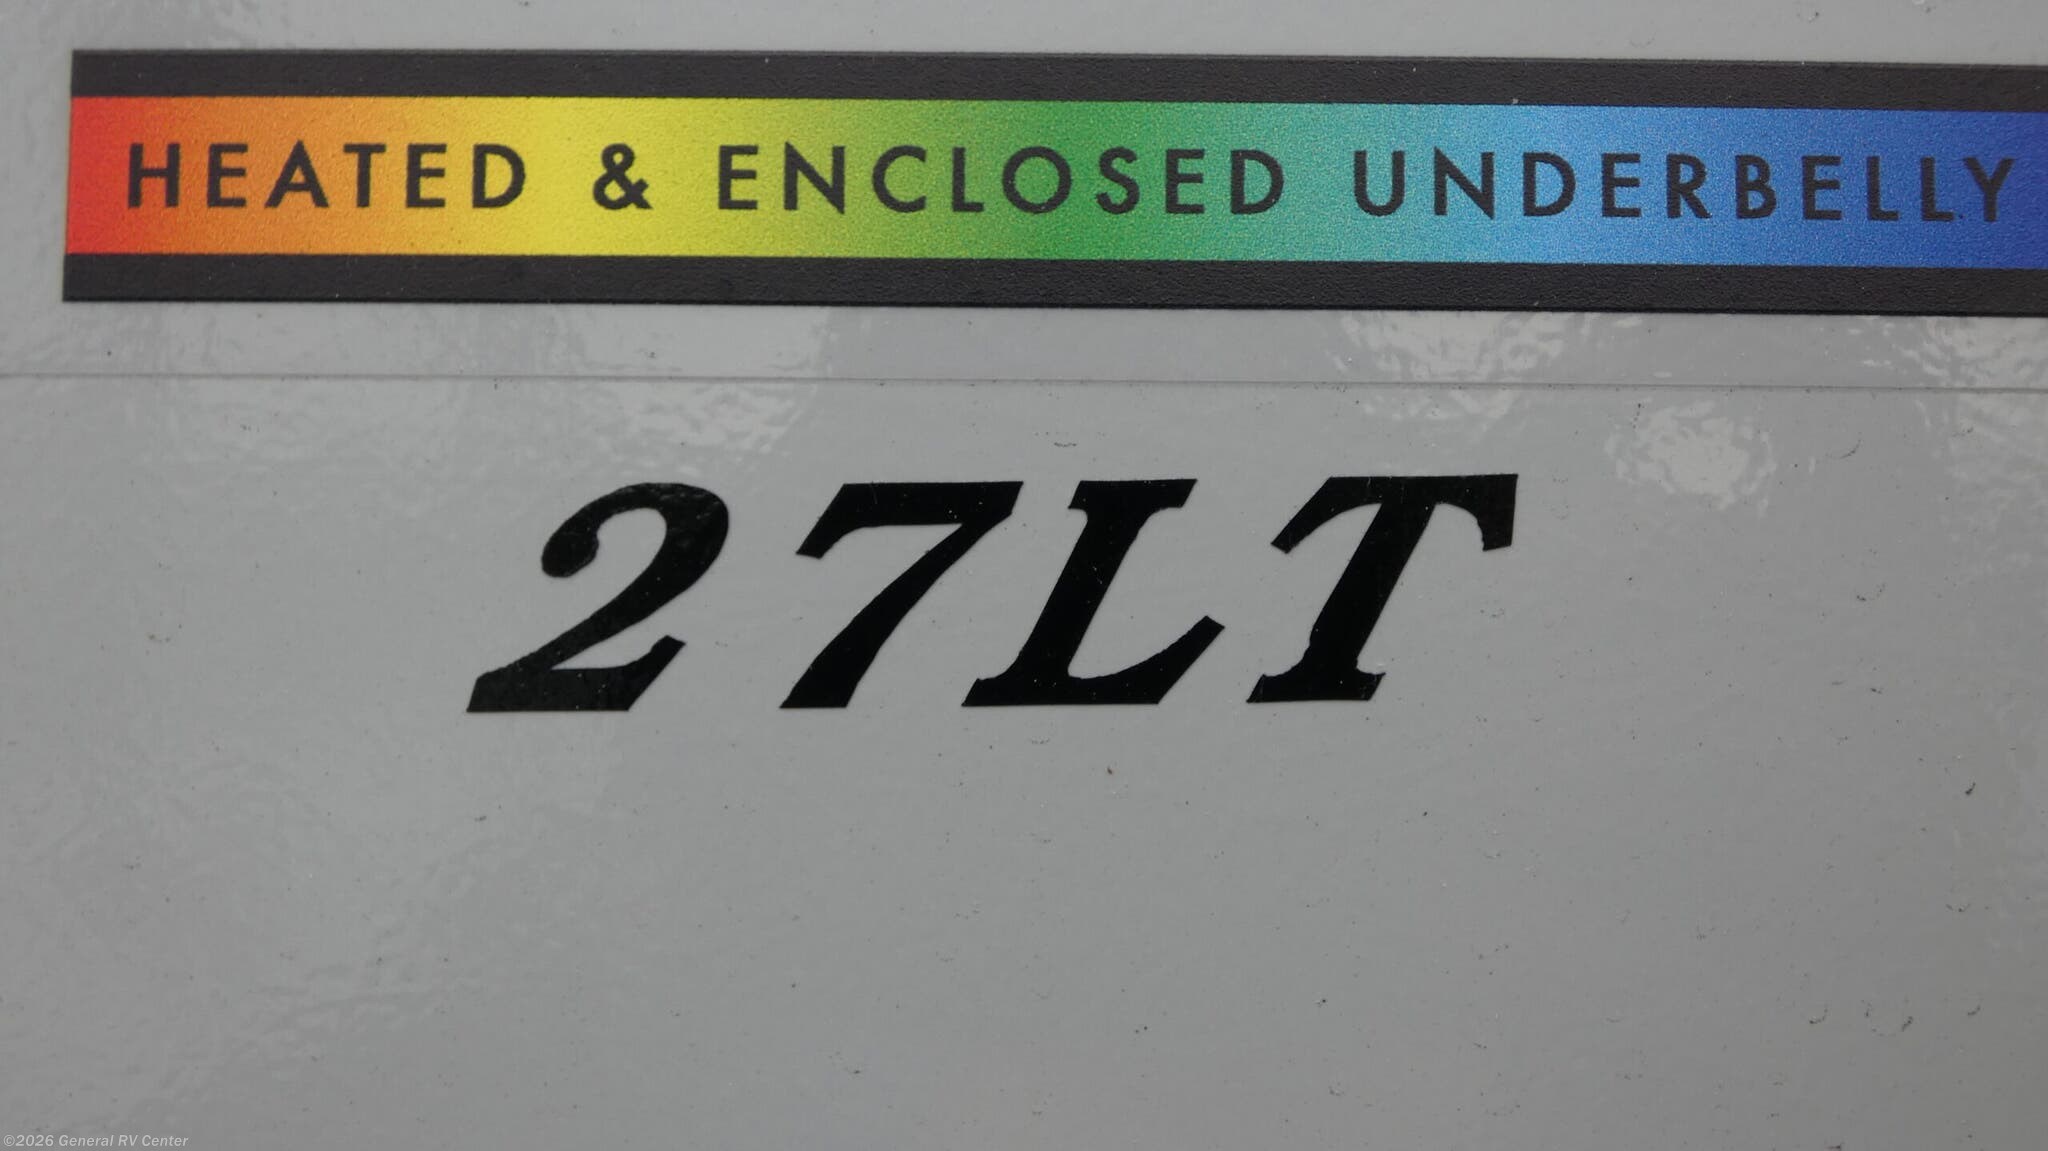 HEATED & ENCLOSED UNDERBELLY
27LT
©2026 General RV Center